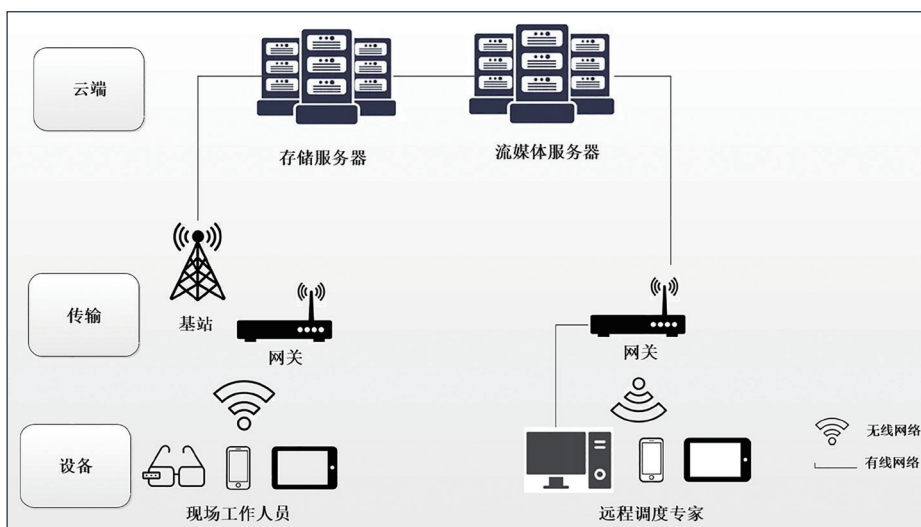 云端
存储服务器
流媒体服务器
传输
基站
网关
网关
设备
现场工作人员
远程调度专家
无线网络
有线网络